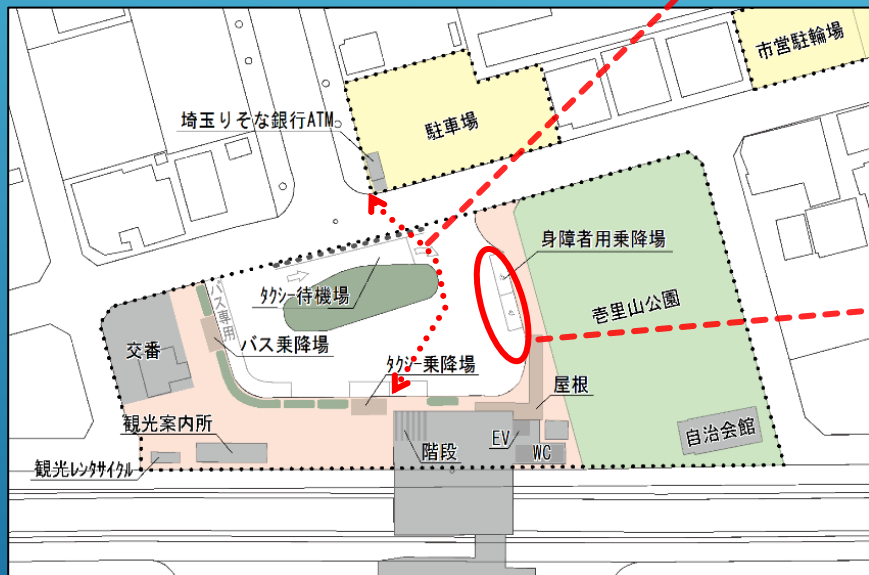 市営駐輪場
駐車場
埼玉りそな銀行ATM
身障者用乗降場
タクシー待機場
バス専用
壱里山公園
バス乗降場
交番
タクシー乗降場
屋根
観光案内所
自治会館
階段
EV
WC
観光レンタサイクル